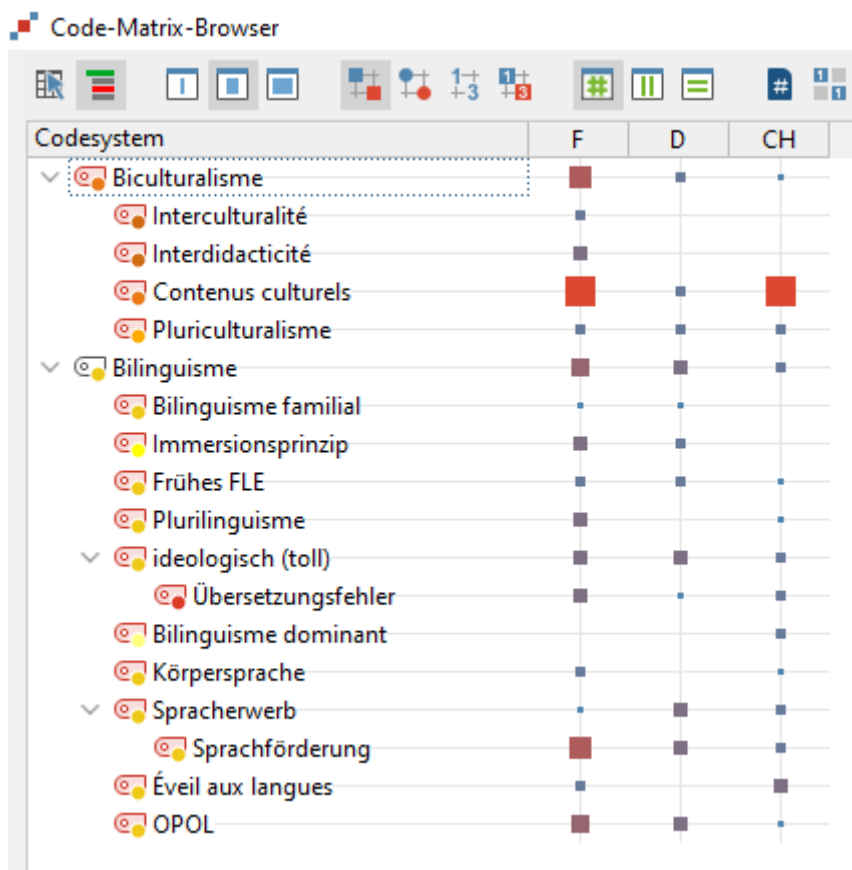 Code-Matrix-Browser
Codesystem F D CH
Biculturalisme
Interculturalité
Interdidacticité
Contenus culturels
Pluriculturalisme
Bilinguisme
Bilinguisme familial
Immersionsprinzip
Frühes FLE
Plurilinguisme
ideologisch (toll)
Übersetzungsfehler
Bilinguisme dominant
Körpersprache
Spracherwerb
Sprachförderung
Éveil aux langues
OPOL